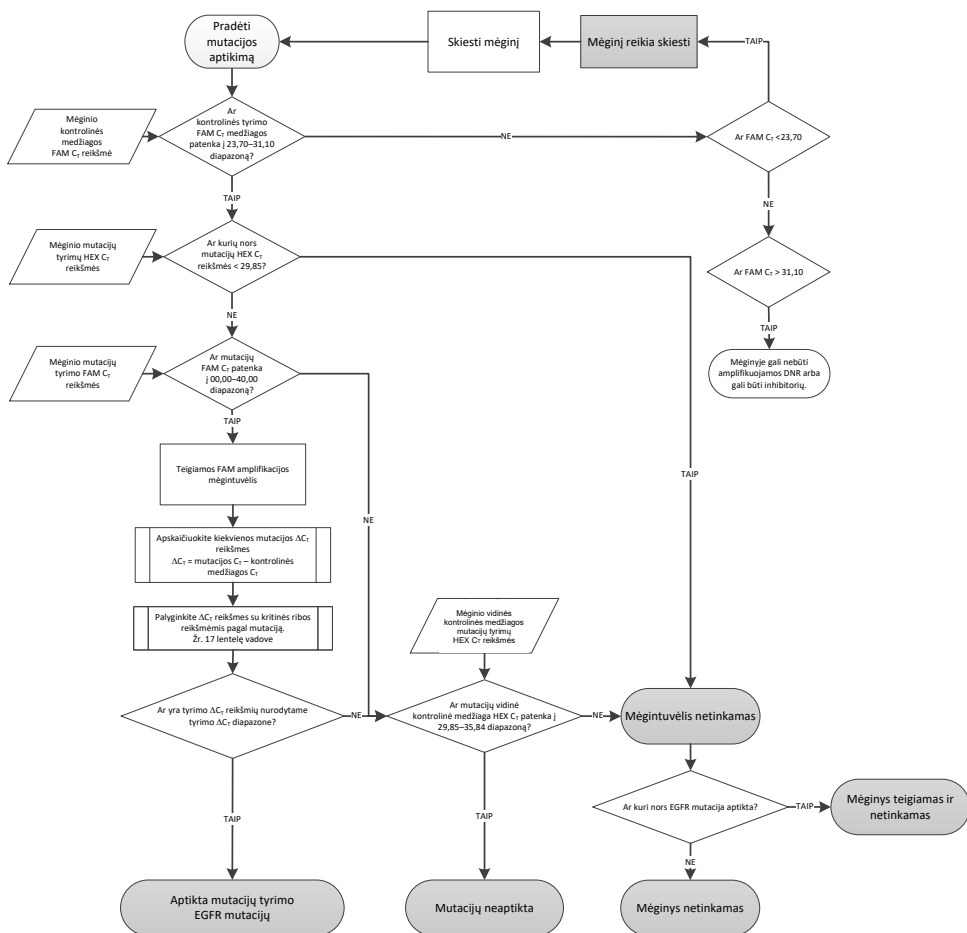 Pradėti
mutacijos
aptikimą
Skiesti mėginį
Mėginį reikia skiesti
TAIP
Mėginio
kontrolinės
medžiagos
FAM CT reikšmė
Ar
kontrolinės tyrimo
FAM CT medžiagos
patenka į 23,70–31,10
diapazoną?
NE
Ar FAM CT <23,70
TAIP
NE
Mėginio mutacijų
tyrimų HEX CT
reikšmės
Ar kurių nors
mutacijų HEX CT
reikšmės < 29,85?
Ar FAM CT > 31,10
NE
TAIP
Mėginio mutacijų
tyrimo FAM CT
reikšmės
Ar mutacijų
FAM CT patenka
į 00,00–40,00
diapazoną?
Mėginyje gali nebūti
amplifikuojamos DNR arba
gali būti inhibitorių.
TAIP
Teigiamos FAM amplifikacijos
mėgintuvėlis
TAIP
NE
Apskaičiuokite kiekvienos mutacijos ΔCT
reikšmes
ΔCT = mutacijos CT – kontrolinės
medžiagos CT
Palyginkite ΔCT reikšmes su kritinės ribos
reikšmėmis pagal mutaciją.
Žr. 17 lentelę vadove
Mėginio vidinės
kontrolinės medžiagos
mutacijų tyrimų
HEX CT reikšmės
Ar yra tyrimo ΔCT reikšmių nurodytame
tyrimo ΔCT diapazone?
NE
Ar mutacijų vidinė
kontrolinė medžiaga HEX CT patenka į
29,85–35,84 diapazoną?
NE
Mėgintuvėlis netinkamas
Ar kuri nors EGFR mutacija aptikta?
TAIP
Mėginys teigiamas ir
netinkamas
TAIP
TAIP
NE
Aptikta mutacijų tyrimo
EGFR mutacijų
Mutacijų neaptikta
Mėginys netinkamas